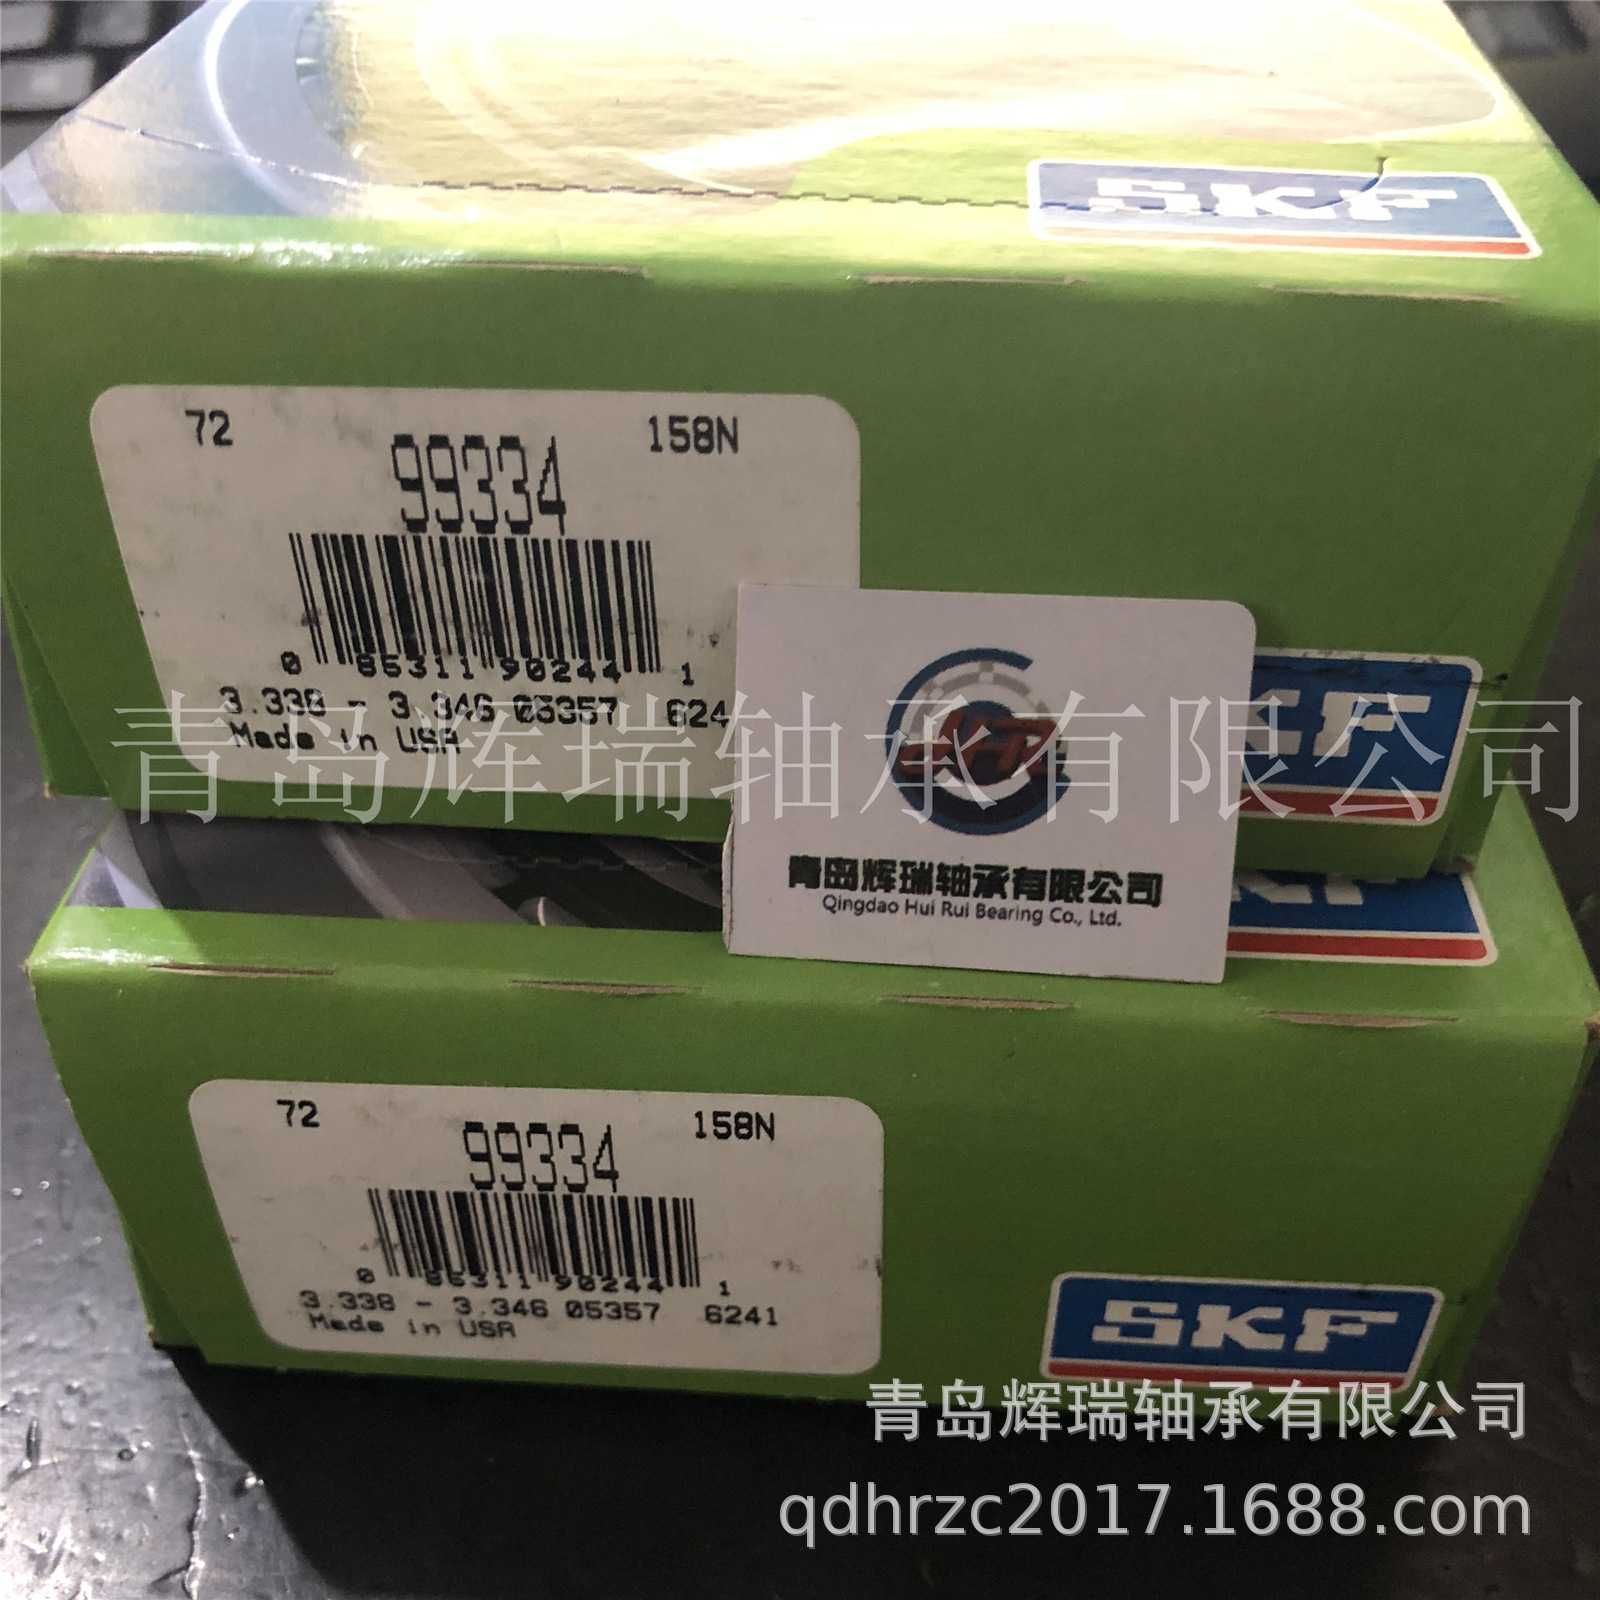 SKF
72 158N
99334
0 85311 90244 1
3.338 - 3.346 05357 624
Made in USA
SKF
青岛辉瑞轴承有限公司
青岛辉瑞轴承有限公司
Qingdao Hui Rui Bearing Co., Ltd.
SKF
72 158N
99334
0 85311 90244 1
3.338 - 3.346 05357 6241
Made in USA
SKF
青岛辉瑞轴承有限公司
qdhrzc2017.1688.com